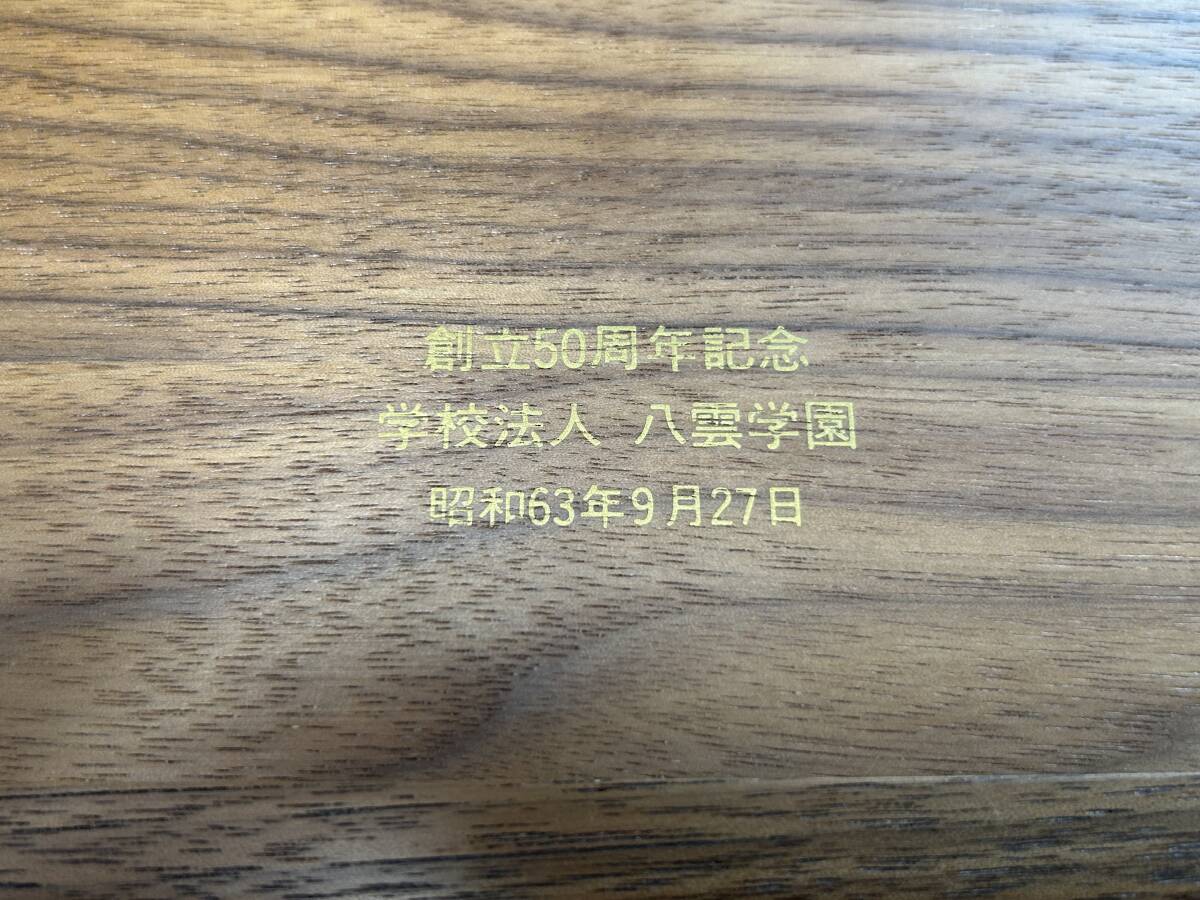 創立50周年記念
学校法人 八雲学園
昭和63年9月27日